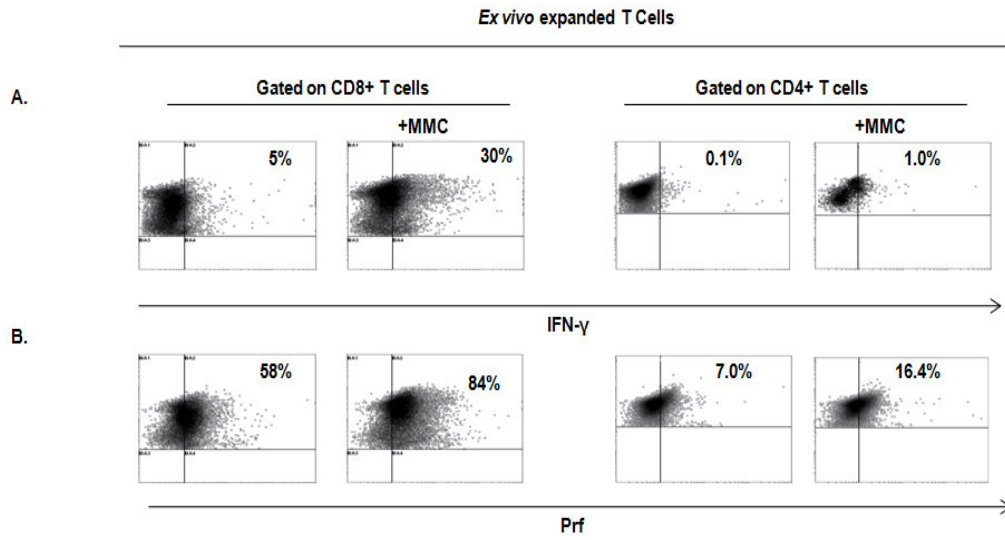 Ex vivo expanded T Cells
A.
Gated on CD8+ T cells
Gated on CD4+ T cells
+MMC
+MMC
5%
30%
0.1%
1.0%
IFN-γ
B.
58%
84%
7.0%
16.4%
Prf